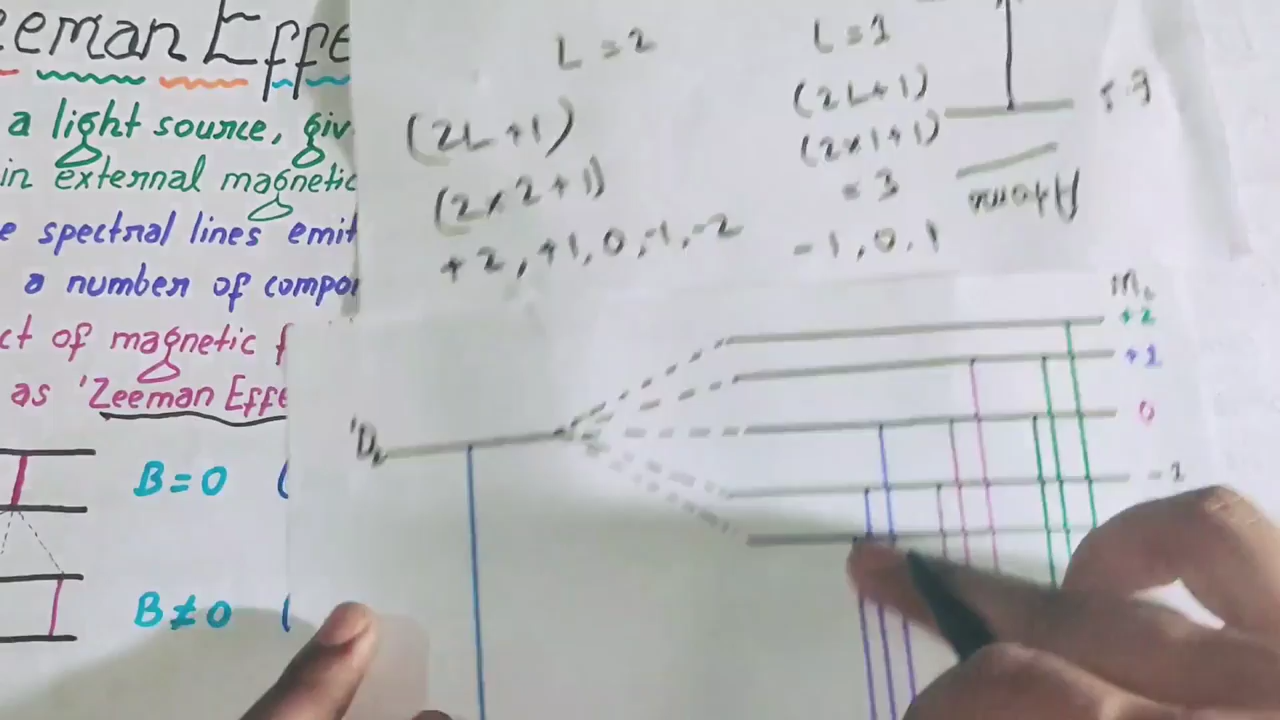 eeman Effe
a light source, giv
in external magnetic
e spectral lines emit
a number of compo
ct of magnetic f
as 'Zeeman Effe
B = 0 (
B ≠ 0 (
L = 2
(2L+1)
(2×2+1)
+2, +1, 0, -1, -2
L = 1
(2L+1)
(2×1+1)
= 3
-1, 0, 1
Atom
¹D₂
+2
+1
0
-1